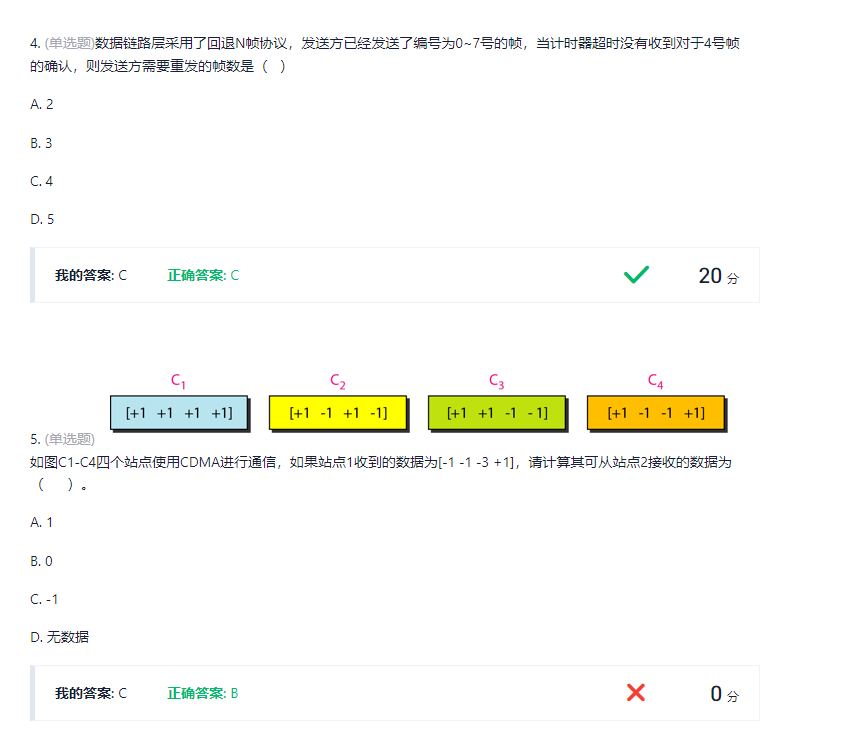 4. (单选题)数据链路层采用了回退N帧协议，发送方已经发送了编号为0~7号的帧，当计时器超时没有收到对于4号帧
的确认，则发送方需要重发的帧数是（ ）
A. 2
B. 3
C. 4
D. 5
我的答案: C 正确答案: C 20 分
C1 C2 C3 C4
[+1 +1 +1 +1] [+1 -1 +1 -1] [+1 +1 -1 -1] [+1 -1 -1 +1]
5. (单选题)
如图C1-C4四个站点使用CDMA进行通信，如果站点1收到的数据为[-1 -1 -3 +1]，请计算其可从站点2接收的数据为
（ ）。
A. 1
B. 0
C. -1
D. 无数据
我的答案: C 正确答案: B 0 分